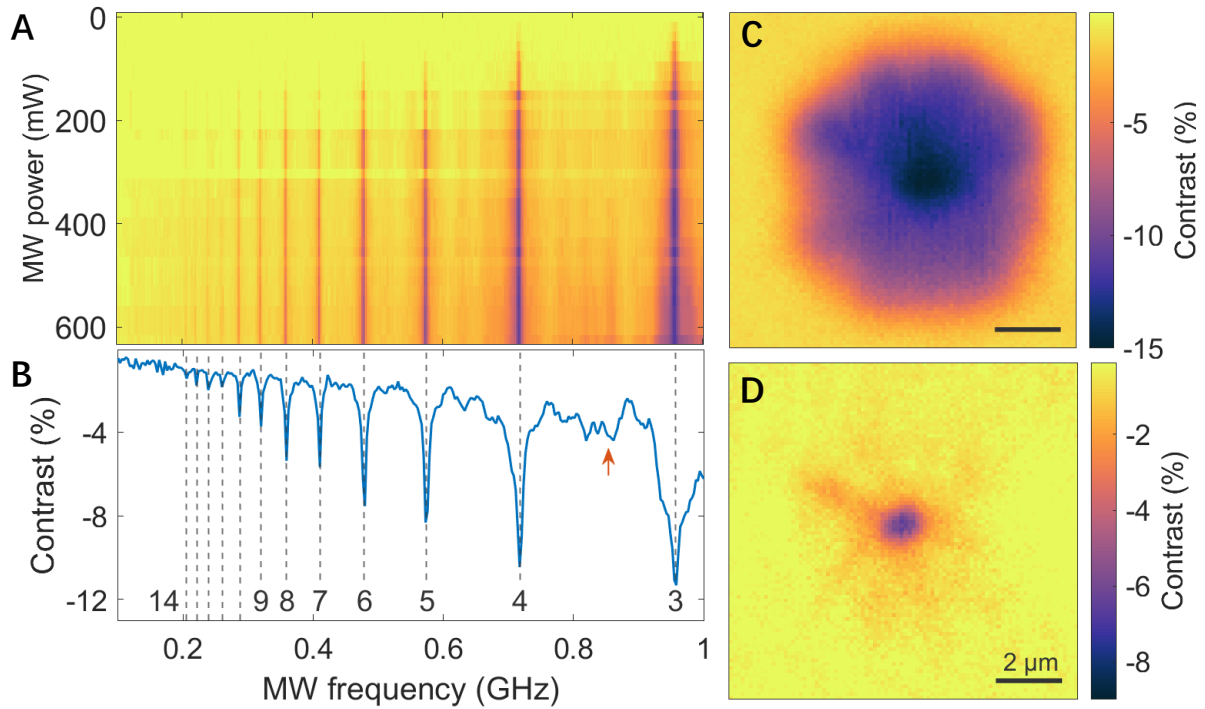 A
0
200
400
600
MW power (mW)
B
-4
-8
-12
Contrast (%)
14
9
8
7
6
5
4
3
0.2
0.4
0.6
0.8
1
MW frequency (GHz)
C
-5
-10
-15
Contrast (%)
D
2 µm
-2
-4
-6
-8
Contrast (%)